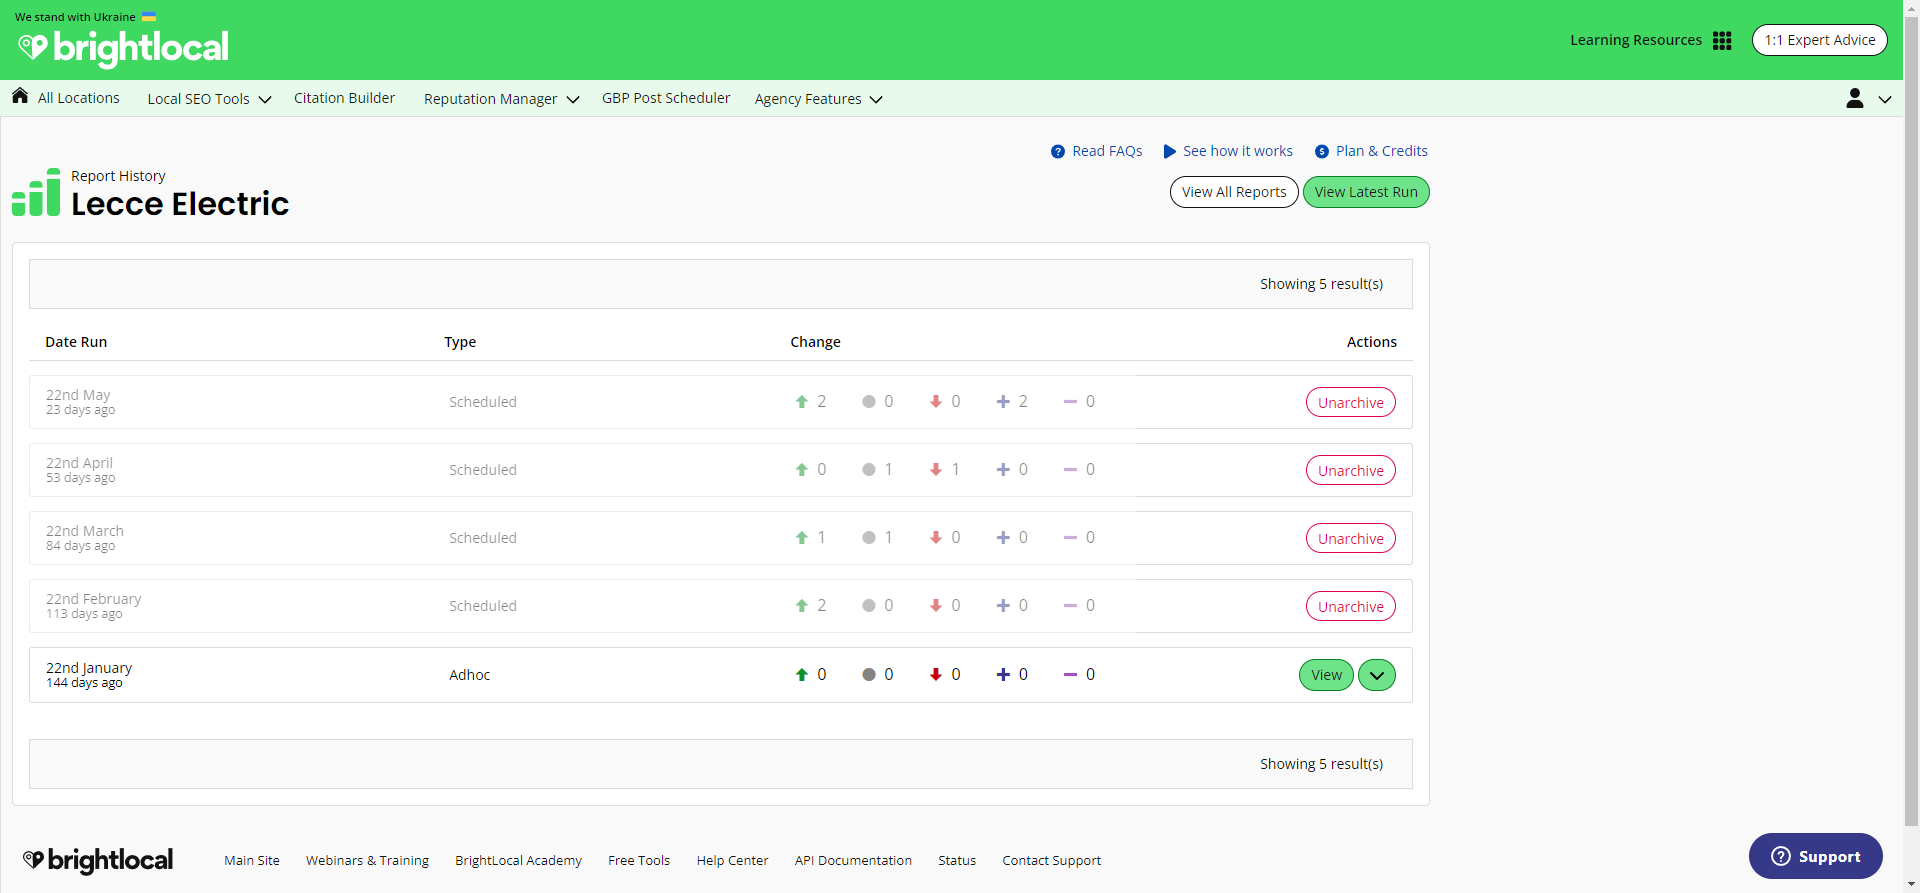 We stand with Ukraine
brightlocal
Learning Resources
1:1 Expert Advice
All Locations
Local SEO Tools
Citation Builder
Reputation Manager
GBP Post Scheduler
Agency Features
Read FAQs
See how it works
Plan & Credits
Report History
Lecce Electric
View All Reports
View Latest Run
Showing 5 result(s)
Date Run Type Change Actions
22nd May
23 days ago
Scheduled
2 0 0 2 0
Unarchive
22nd April
53 days ago
Scheduled
0 1 1 0 0
Unarchive
22nd March
84 days ago
Scheduled
1 1 0 0 0
Unarchive
22nd February
113 days ago
Scheduled
2 0 0 0 0
Unarchive
22nd January
144 days ago
Adhoc
0 0 0 0 0
View
Showing 5 result(s)
brightlocal
Main Site
Webinars & Training
BrightLocal Academy
Free Tools
Help Center
API Documentation
Status
Contact Support
Support